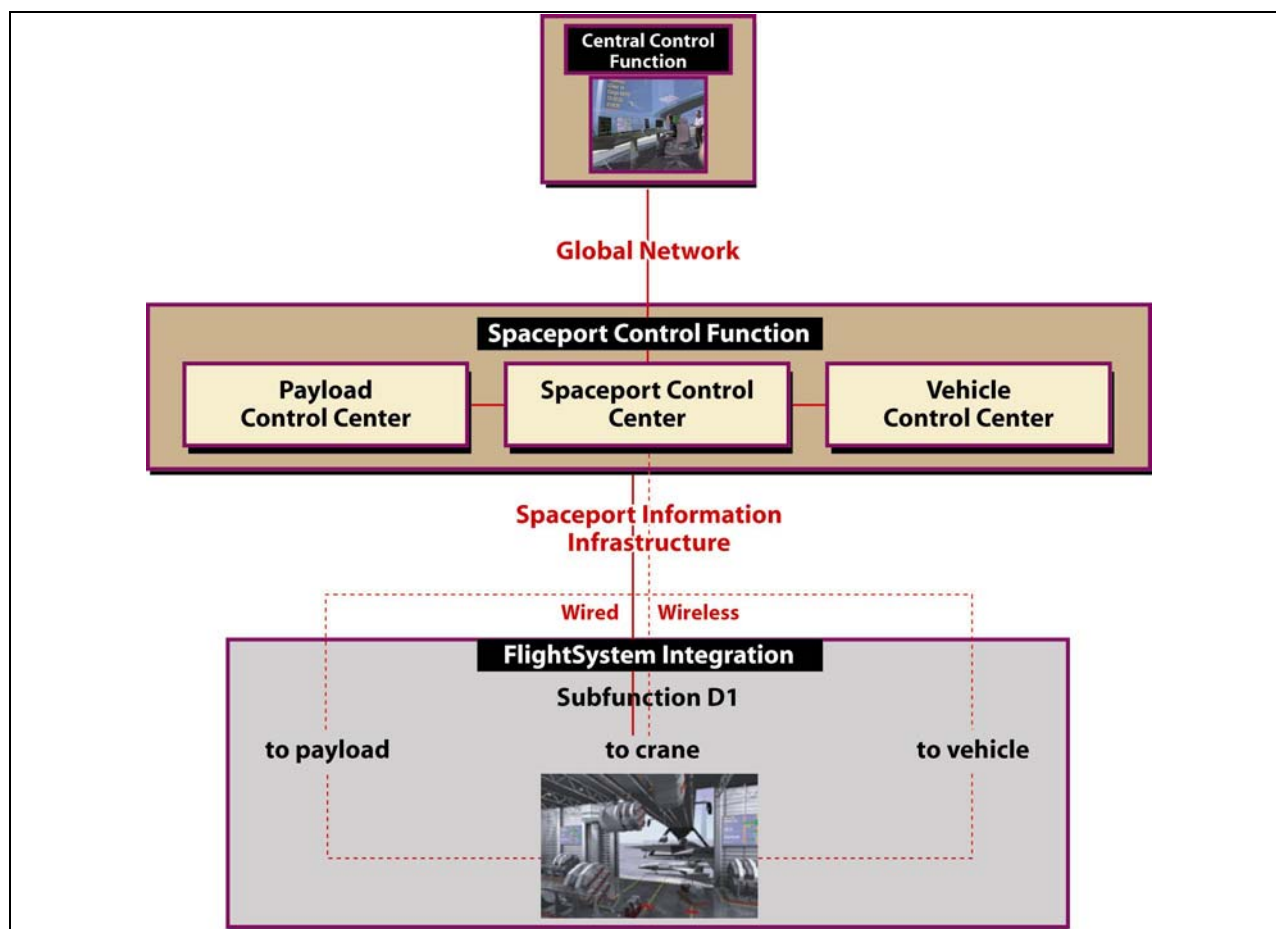 Central Control
Function
Global Network
Spaceport Control Function
Payload
Control Center
Spaceport Control
Center
Vehicle
Control Center
Spaceport Information
Infrastructure
Wired
Wireless
FlightSystem Integration
Subfunction D1
to payload
to crane
to vehicle